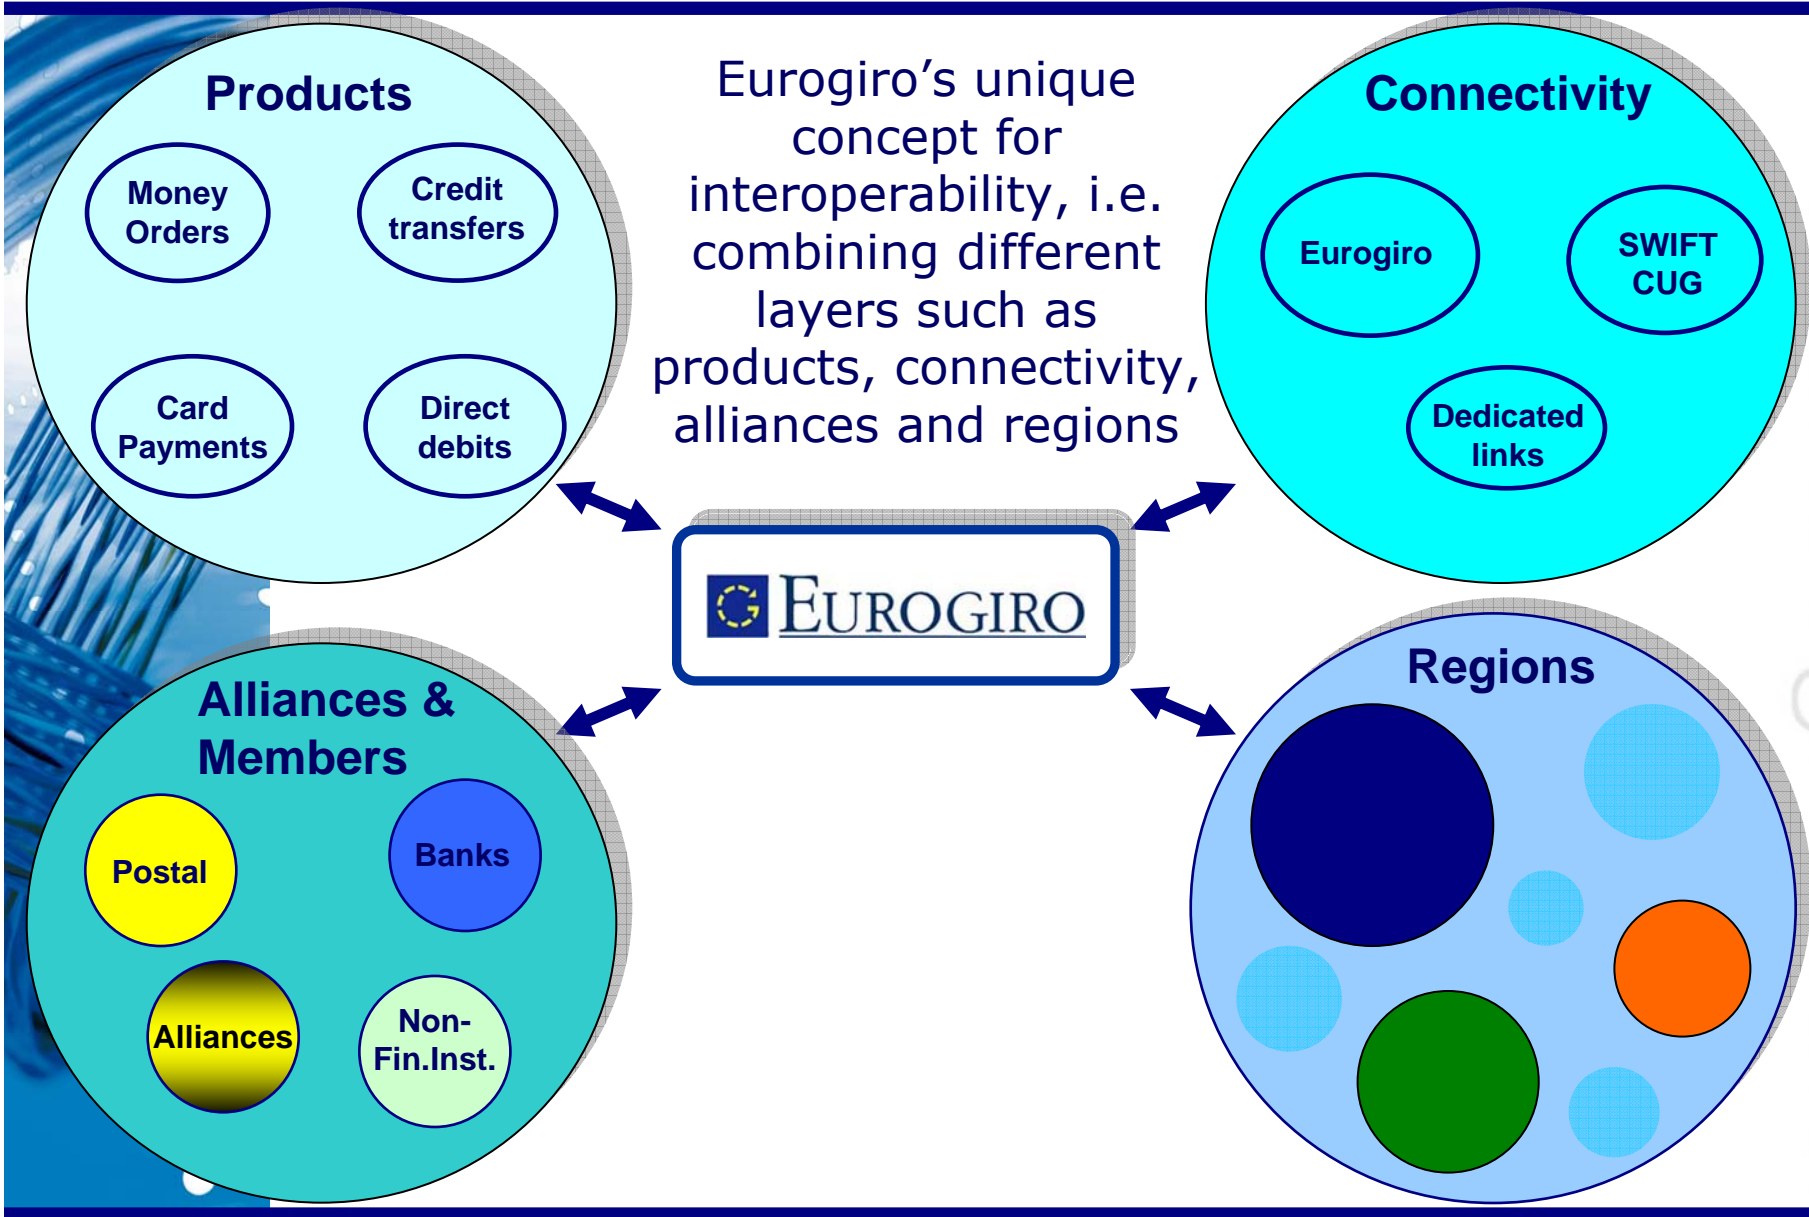 Products
Money
Orders
Credit
transfers
Card
Payments
Direct
debits
Eurogiro’s unique
concept for
interoperability, i.e.
combining different
layers such as
products, connectivity,
alliances and regions
Connectivity
Eurogiro
SWIFT
CUG
Dedicated
links
EUROGIRO
Alliances &
Members
Postal
Banks
Alliances
Non-
Fin.Inst.
Regions